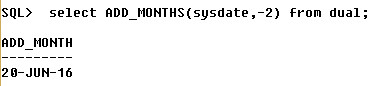 SQL>  select ADD_MONTHS(sysdate,-2) from dual;
ADD_MONTH
---------
20-JUN-16